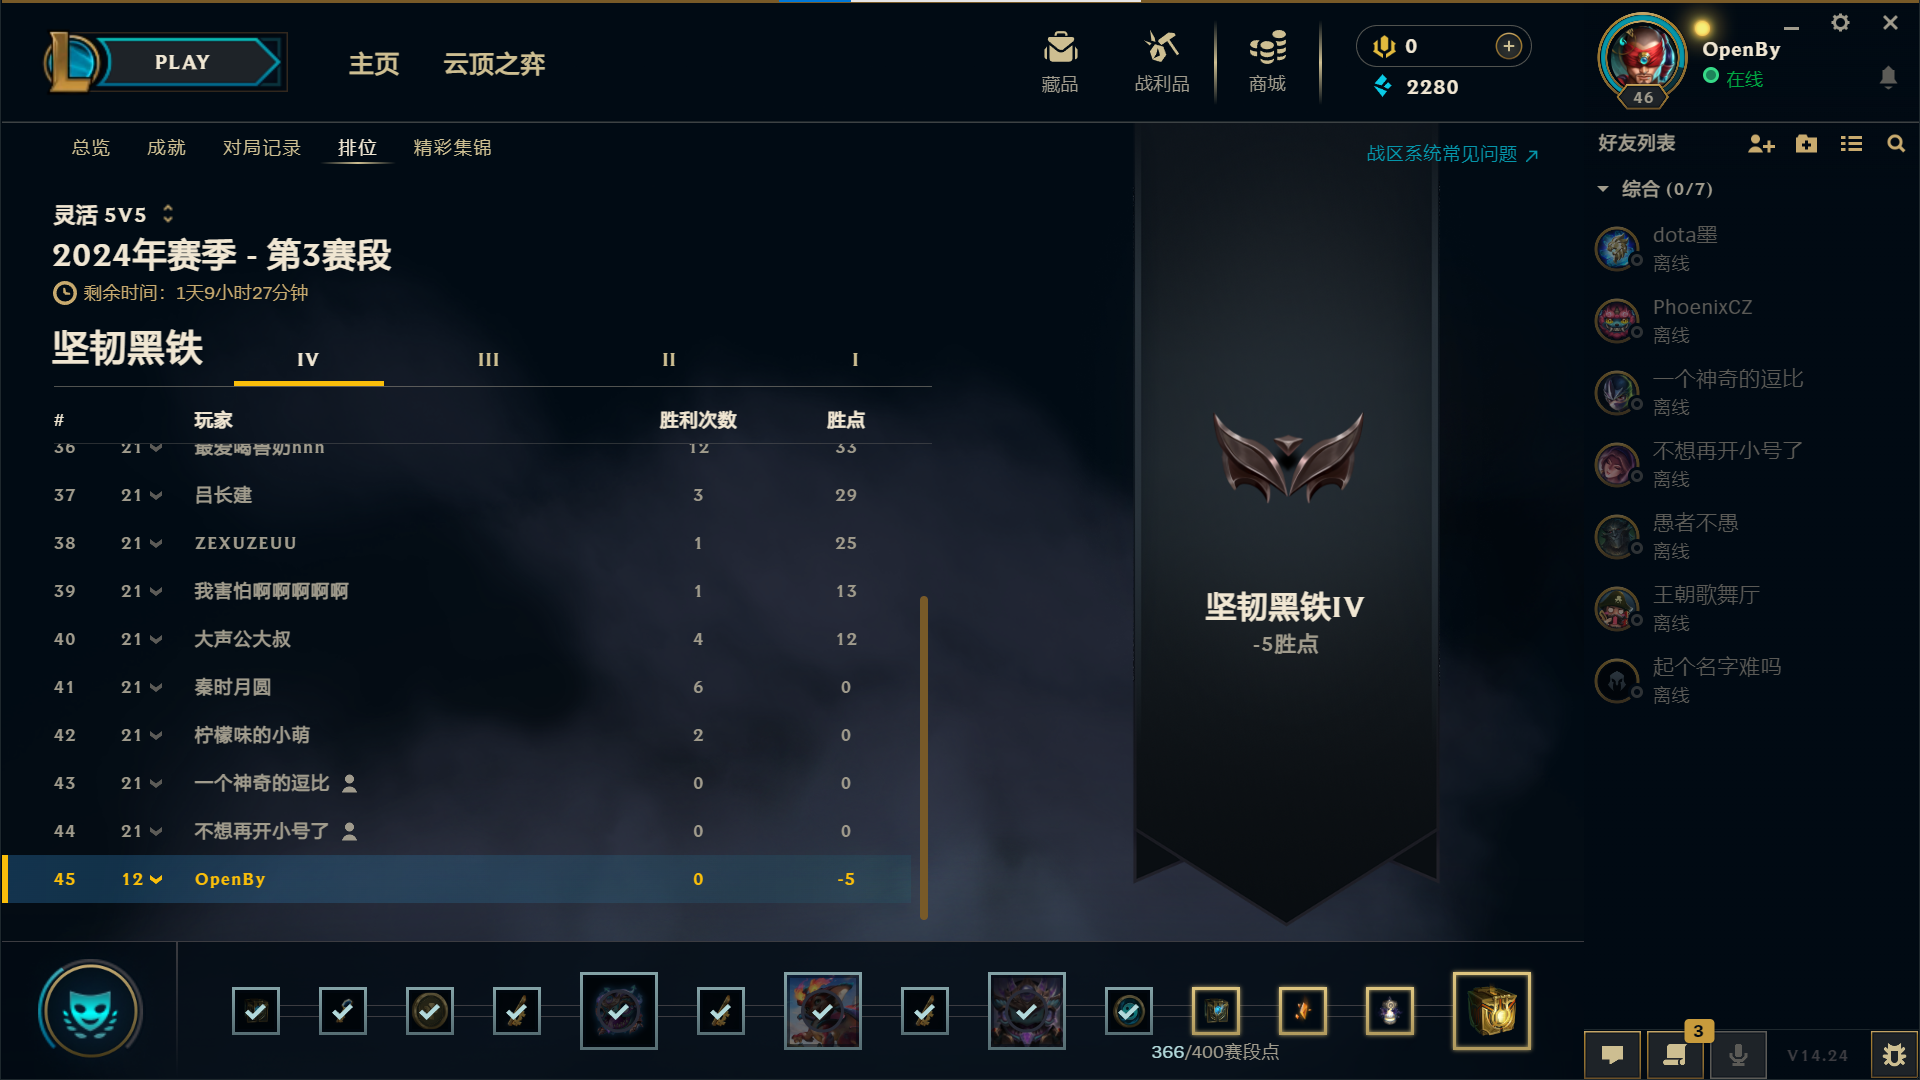 PLAY
主页
云顶之弈
藏品
战利品
商城
0
2280
46
OpenBy
在线
总览
成就
对局记录
排位
精彩集锦
战区系统常见问题
灵活 5V5
2024年赛季 - 第3赛段
剩余时间：1天9小时27分钟
坚韧黑铁
IV
III
II
I
# 玩家 胜利次数 胜点
36 21 最爱喝兽奶hhh 12 33
37 21 吕长建 3 29
38 21 ZEXUZEUU 1 25
39 21 我害怕啊啊啊啊啊 1 13
40 21 大声公大叔 4 12
41 21 秦时月圆 6 0
42 21 柠檬味的小萌 2 0
43 21 一个神奇的逗比 0 0
44 21 不想再开小号了 0 0
45 12 OpenBy 0 -5
坚韧黑铁IV
-5胜点
366/400赛段点
好友列表
综合 (0/7)
dota墨
离线
PhoenixCZ
离线
一个神奇的逗比
离线
不想再开小号了
离线
愚者不愚
离线
王朝歌舞厅
离线
起个名字难吗
离线
3
V14.24